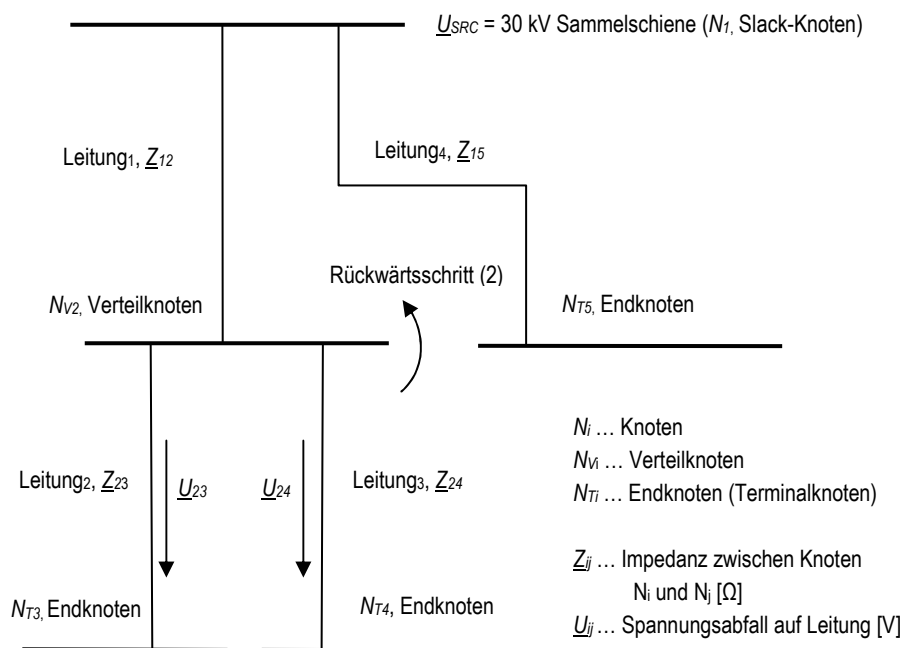 U_SRC = 30 kV Sammelschiene (N1, Slack-Knoten)
Leitung1, Z12
Leitung4, Z15
Rückwärtsschritt (2)
NV2, Verteilknoten
NT5, Endknoten
Ni … Knoten
NVi … Verteilknoten
NTi … Endknoten (Terminalknoten)
Leitung2, Z23
U23
U24
Leitung3, Z24
Zij … Impedanz zwischen Knoten
Ni und Nj [Ω]
Uij … Spannungsabfall auf Leitung [V]
NT3, Endknoten
NT4, Endknoten